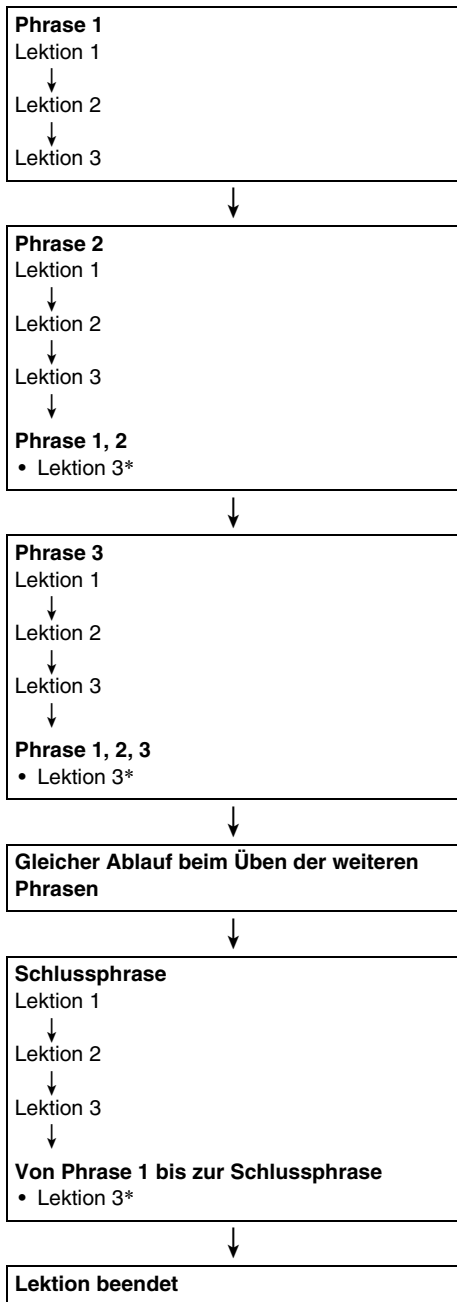 Phrase 1
Lektion 1
Lektion 2
Lektion 3
Phrase 2
Lektion 1
Lektion 2
Lektion 3
Phrase 1, 2
• Lektion 3*
Phrase 3
Lektion 1
Lektion 2
Lektion 3
Phrase 1, 2, 3
• Lektion 3*
Gleicher Ablauf beim Üben der weiteren
Phrasen
Schlussphrase
Lektion 1
Lektion 2
Lektion 3
Von Phrase 1 bis zur Schlussphrase
• Lektion 3*
Lektion beendet